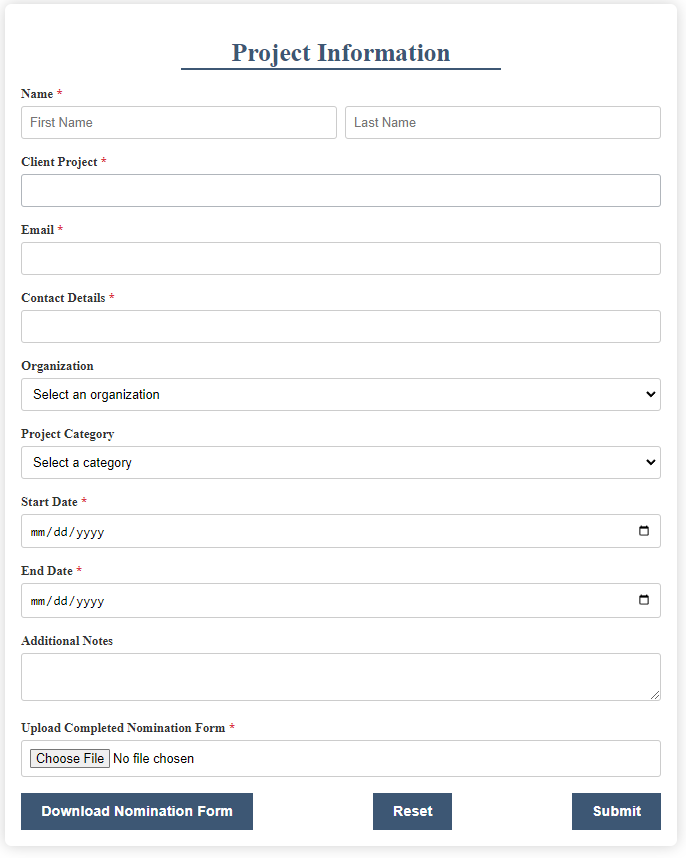 Project Information
Name *
First Name Last Name
Client Project *
Email *
Contact Details *
Organization
Select an organization
Project Category
Select a category
Start Date *
mm/dd/yyyy
End Date *
mm/dd/yyyy
Additional Notes
Upload Completed Nomination Form *
Choose File No file chosen
Download Nomination Form Reset Submit